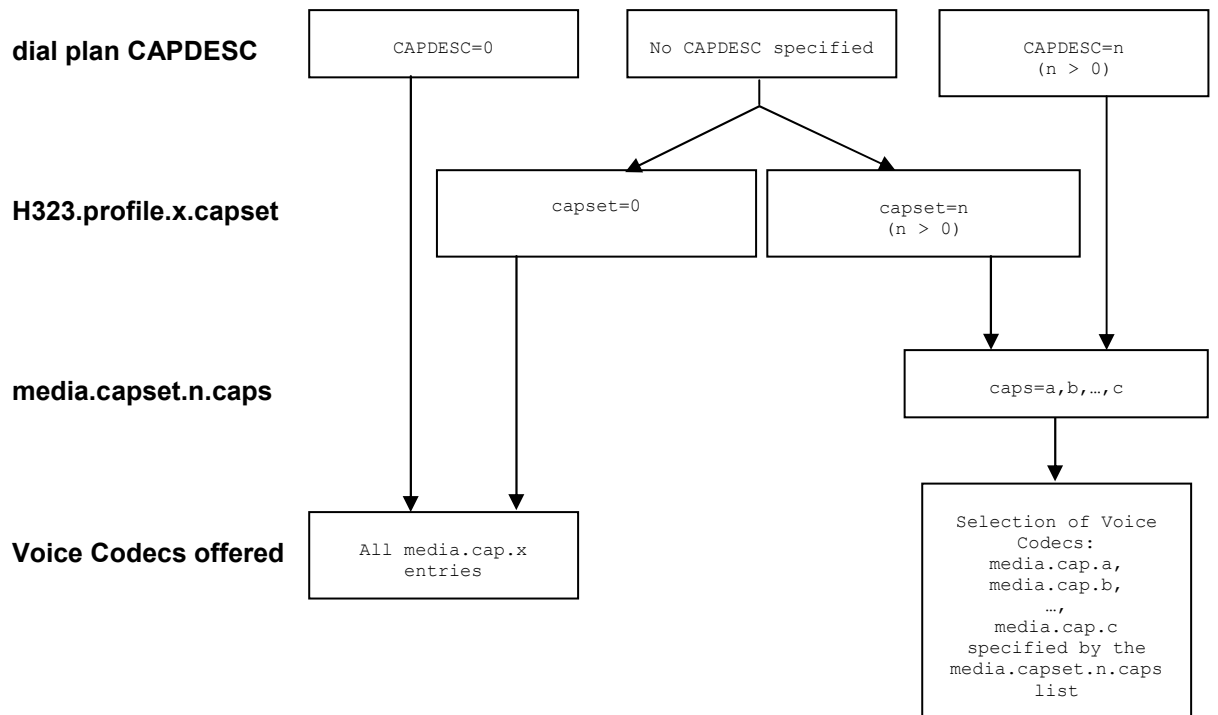 dial plan CAPDESC
CAPDESC=0
No CAPDESC specified
CAPDESC=n
(n > 0)
H323.profile.x.capset
capset=0
capset=n
(n > 0)
media.capset.n.caps
caps=a,b,…,c
Voice Codecs offered
All media.cap.x
entries
Selection of Voice
Codecs:
media.cap.a,
media.cap.b,
…,
media.cap.c
specified by the
media.capset.n.caps
list